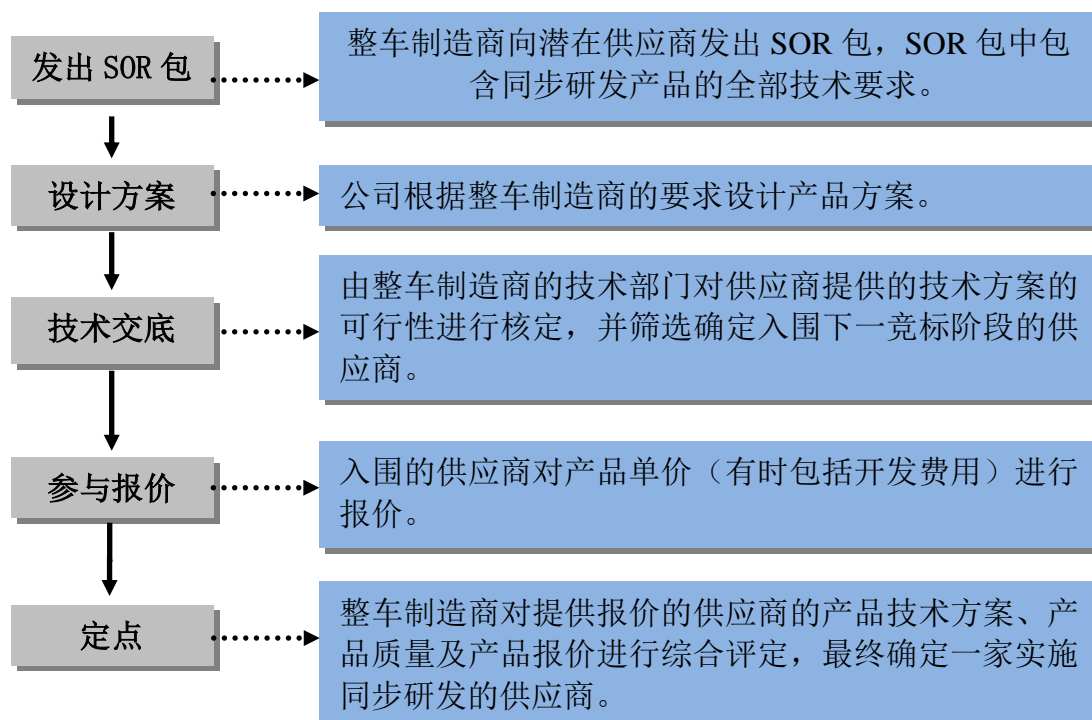 发出 SOR 包
整车制造商向潜在供应商发出 SOR 包，SOR 包中包
含同步研发产品的全部技术要求。
设计方案
公司根据整车制造商的要求设计产品方案。
技术交底
由整车制造商的技术部门对供应商提供的技术方案的
可行性进行核定，并筛选确定入围下一竞标阶段的供
应商。
参与报价
入围的供应商对产品单价（有时包括开发费用）进行
报价。
定点
整车制造商对提供报价的供应商的产品技术方案、产
品质量及产品报价进行综合评定，最终确定一家实施
同步研发的供应商。